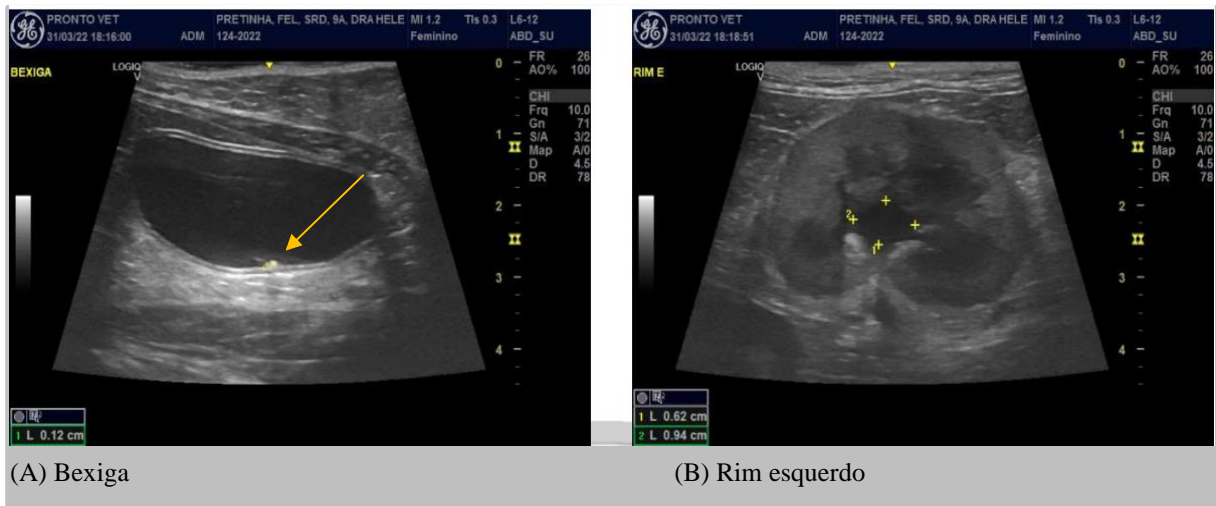 PRONTO VET
31/03/22 18:16:00 ADM
PRETINHA, FEL, SRD, 9A, DRA HELE
124-2022
MI 1.2 TIs 0.3
Feminino
L6-12
ABD_SU
BEXIGA
LOGIQ
V
0
1
2
3
4
FR 26
AO% 100
CHI
Frq 10.0
Gn 71
S/A 3/2
Map A/0
D 4.5
DR 78
1 L 0.12 cm
(A) Bexiga
PRONTO VET
31/03/22 18:18:51 ADM
PRETINHA, FEL, SRD, 9A, DRA HELE
124-2022
MI 1.2 TIs 0.3
Feminino
L6-12
ABD_SU
RIM E
LOGIQ
V
2
1
0
1
2
3
4
FR 26
AO% 100
CHI
Frq 10.0
Gn 71
S/A 3/2
Map A/0
D 4.5
DR 78
1 L 0.62 cm
2 L 0.94 cm
(B) Rim esquerdo